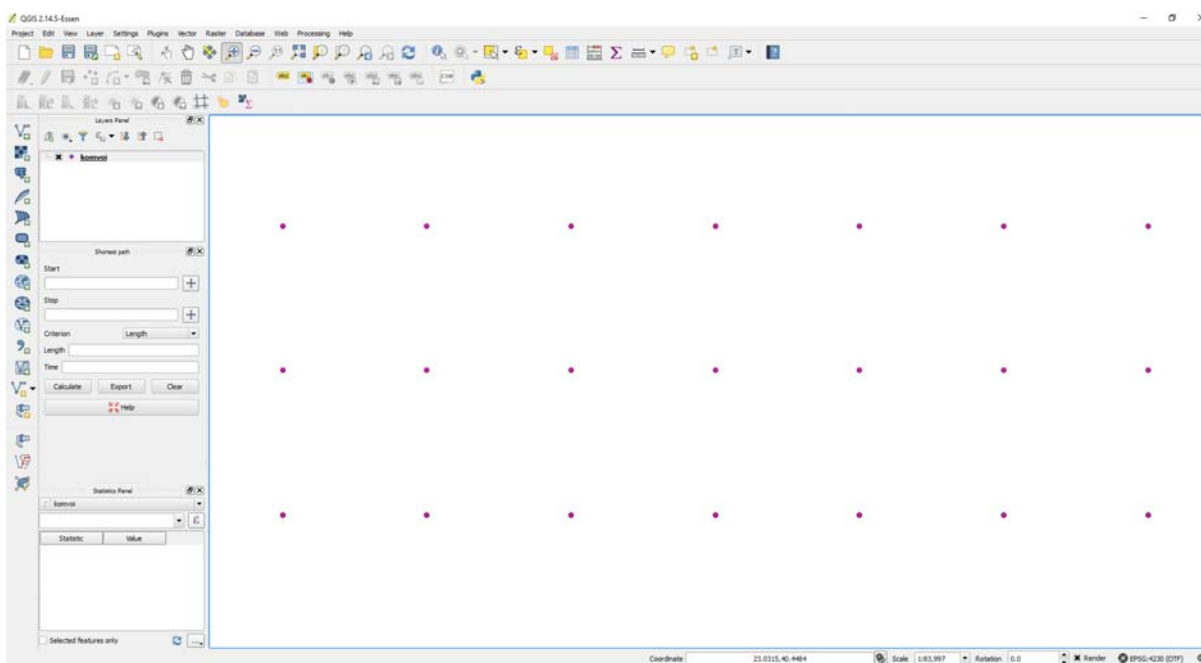 QGIS 2.14.5-Essen
Project Edit View Layer Settings Plugins Vector Raster Database Web Processing Help
CSW
Layers Panel
komvoi
Shortest path
Start
Stop
Criterion Length
Length
Time
Calculate Export Clear
Help
Statistics Panel
komvoi
ε
Statistic Value
Selected features only
Coordinate 23.0315,40.4484 Scale 1:83,997 Rotation 0.0 Render EPSG:4230 (OTF)